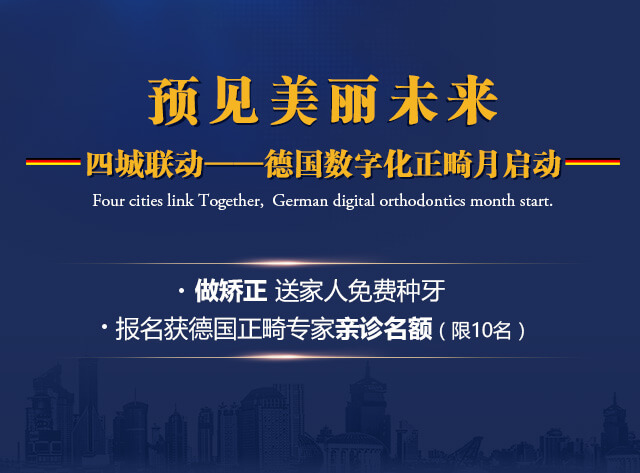 预见美丽未来
四城联动——德国数字化正畸月启动
Four cities link Together, German digital orthodontics month start.
· 做矫正 送家人免费种牙
· 报名获德国正畸专家亲诊名额（限10名）